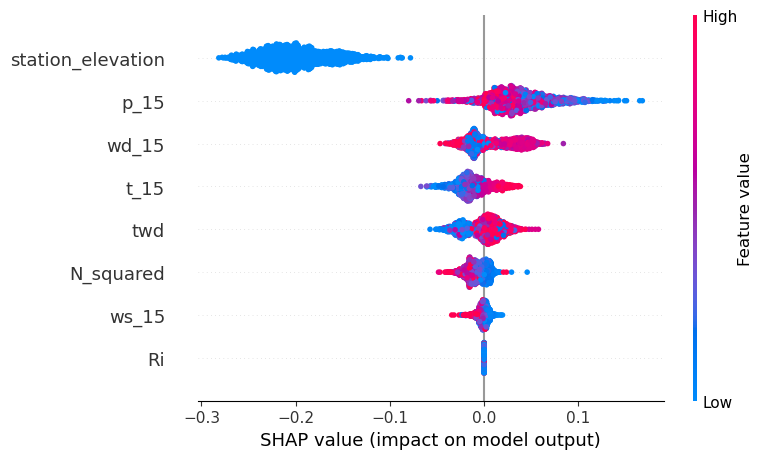 High
station_elevation
p_15
wd_15
t_15
twd
N_squared
ws_15
Ri
Low
Feature value
−0.3 −0.2 −0.1 0.0 0.1
SHAP value (impact on model output)